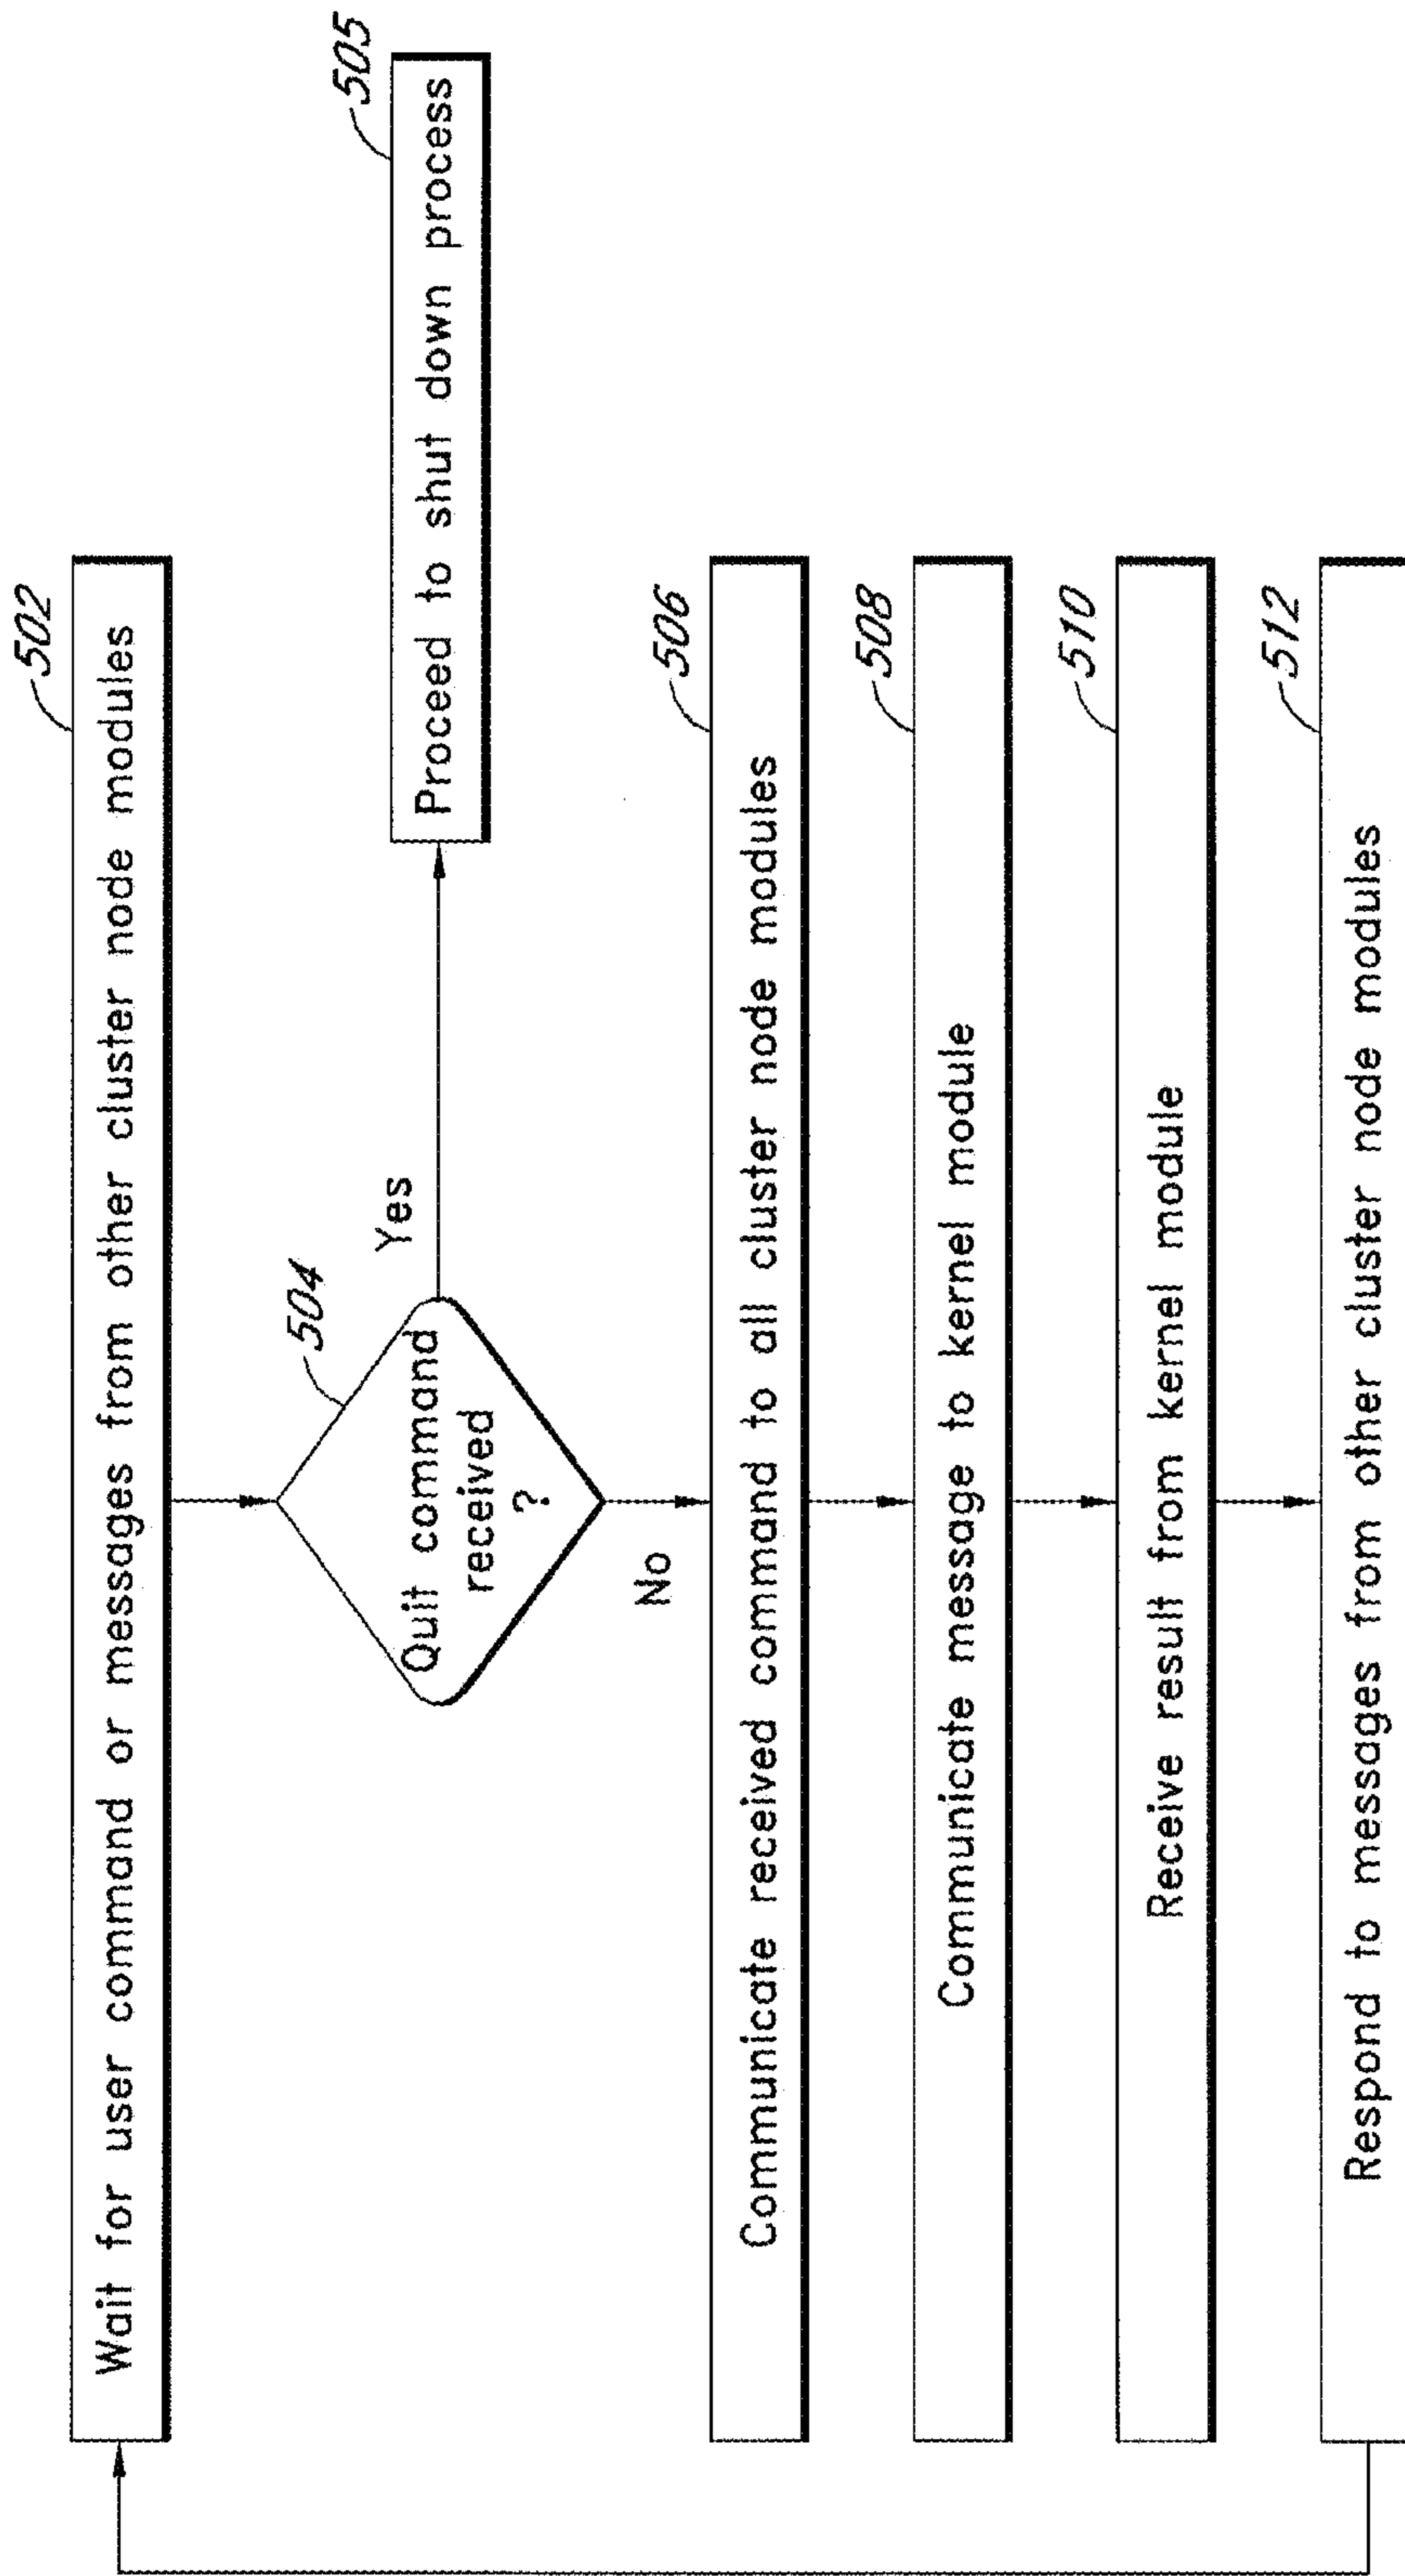 502
Wait for user command or messages from other cluster node modules
504
Quit command
received
?
Yes
505
Proceed to shut down process
No
506
Communicate received command to all cluster node modules
508
Communicate message to kernel module
510
Receive result from kernel module
512
Respond to messages from other cluster node modules